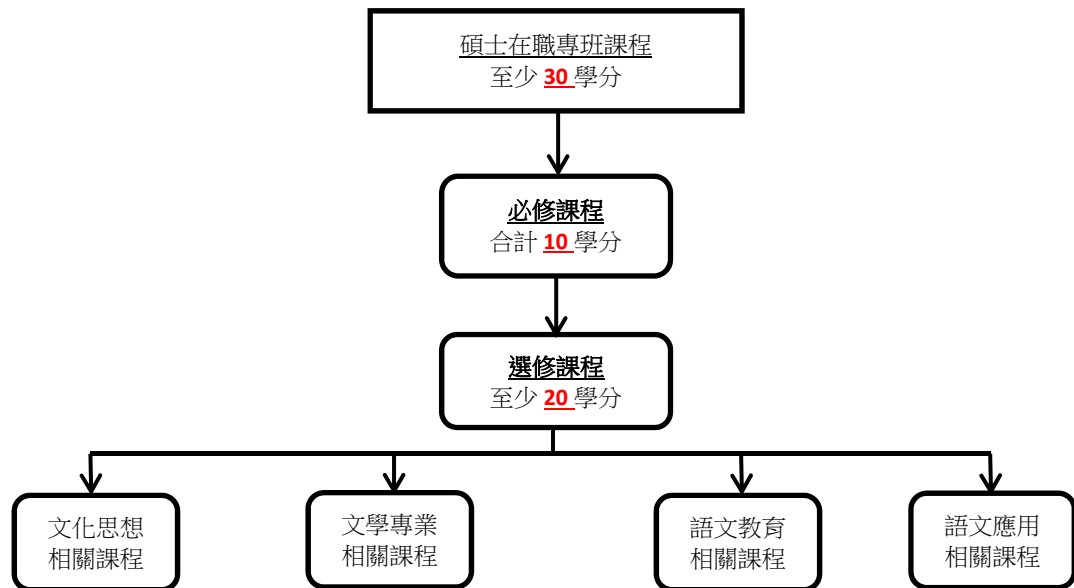 碩士在職專班課程
至少 30 學分
必修課程
合計 10 學分
選修課程
至少 20 學分
文化思想
相關課程
文學專業
相關課程
語文教育
相關課程
語文應用
相關課程